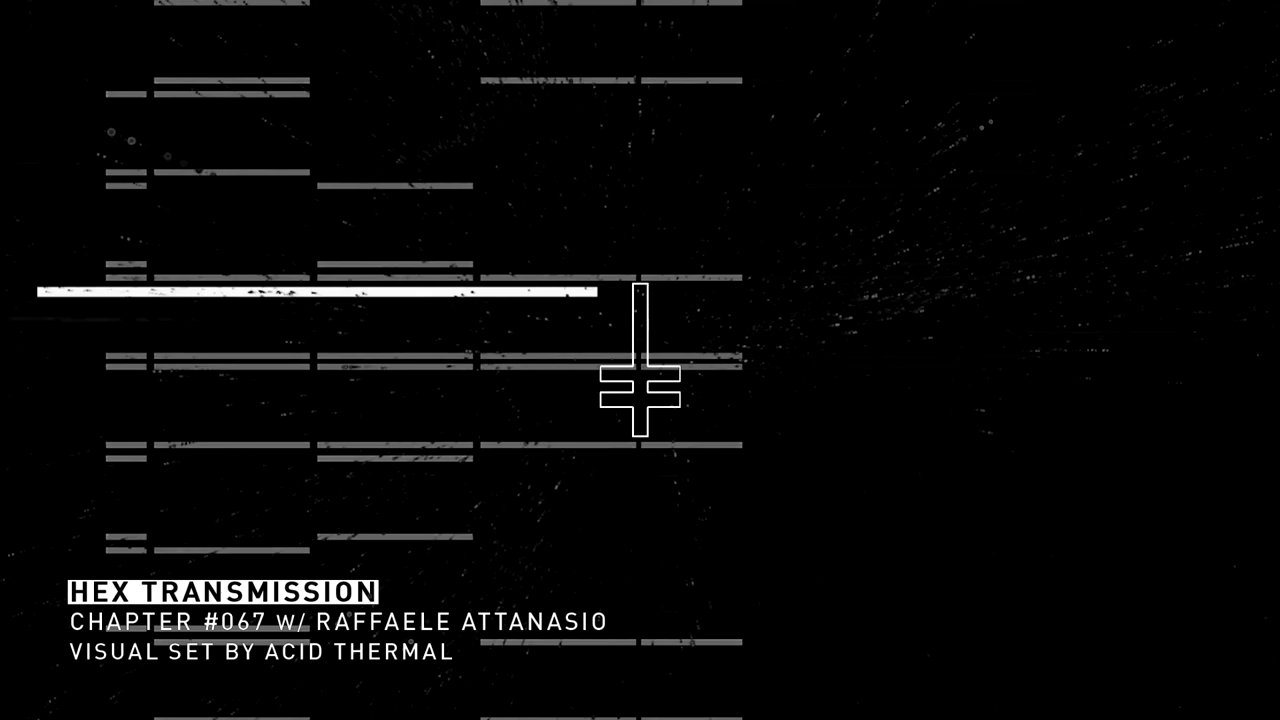 HEX TRANSMISSION
CHAPTER #067 W/ RAFFAELE ATTANASIO
VISUAL SET BY ACID THERMAL